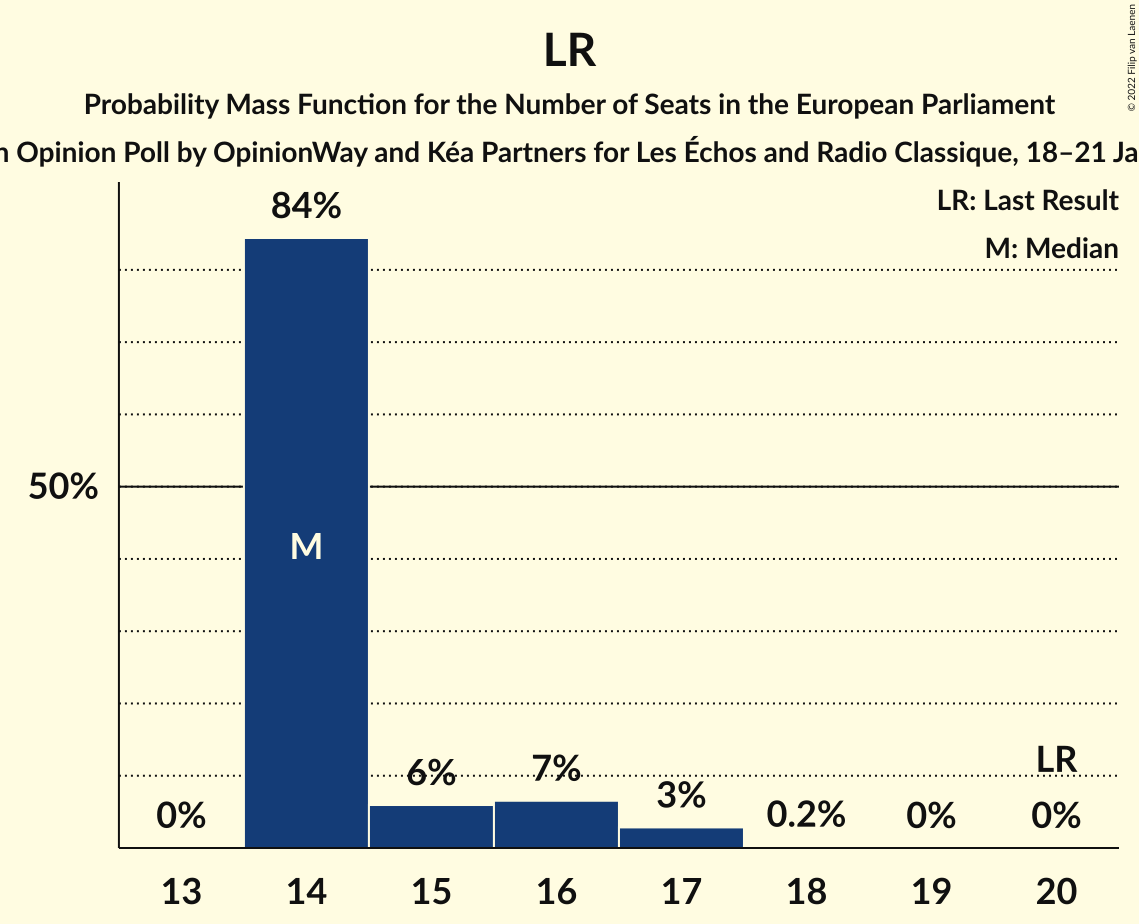 LR
Probability Mass Function for the Number of Seats in the European Parliament
Opinion Poll by OpinionWay and Kéa Partners for Les Échos and Radio Classique, 18–21 Ja
LR: Last Result
M: Median
84%
50%
M
LR
0%
6%
7%
3%
0.2%
0%
0%
13
14
15
16
17
18
19
20
© 2022 Filip van Laenen